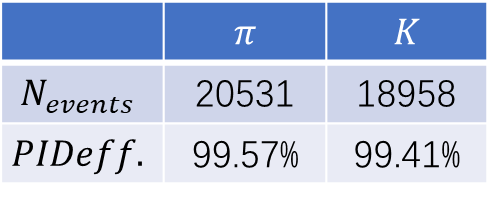 π K
N_events 20531 18958
PIDeff. 99.57% 99.41%